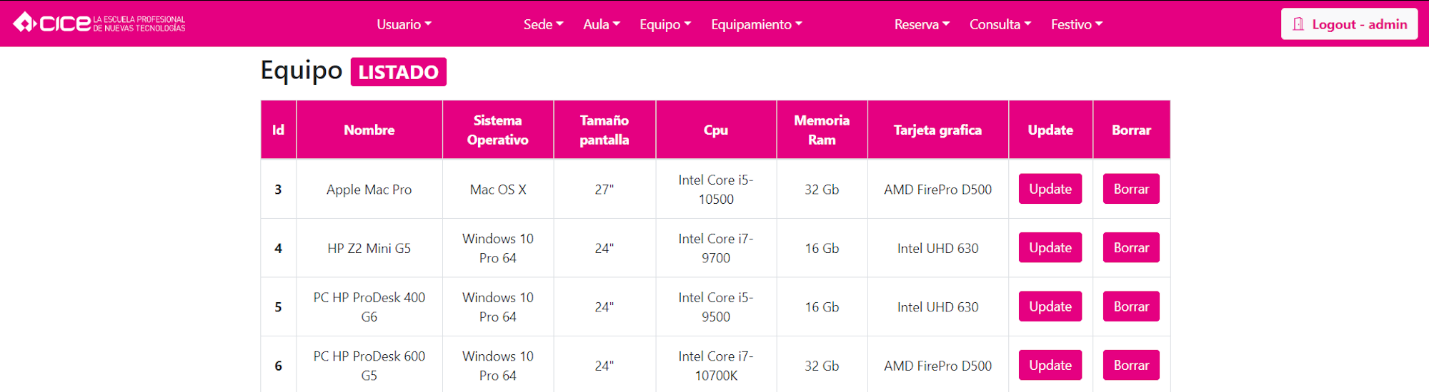 CICE LA ESCUELA PROFESIONAL
DE NUEVAS TECNOLOGÍAS
Usuario Sede Aula Equipo Equipamiento Reserva Consulta Festivo Logout - admin
Equipo LISTADO
Id Nombre Sistema Operativo Tamaño pantalla Cpu Memoria Ram Tarjeta grafica Update Borrar
3 Apple Mac Pro Mac OS X 27" Intel Core i5-10500 32 Gb AMD FirePro D500 Update Borrar
4 HP Z2 Mini G5 Windows 10 Pro 64 24" Intel Core i7-9700 16 Gb Intel UHD 630 Update Borrar
5 PC HP ProDesk 400 G6 Windows 10 Pro 64 24" Intel Core i5-9500 16 Gb Intel UHD 630 Update Borrar
6 PC HP ProDesk 600 G5 Windows 10 Pro 64 24" Intel Core i7-10700K 32 Gb AMD FirePro D500 Update Borrar